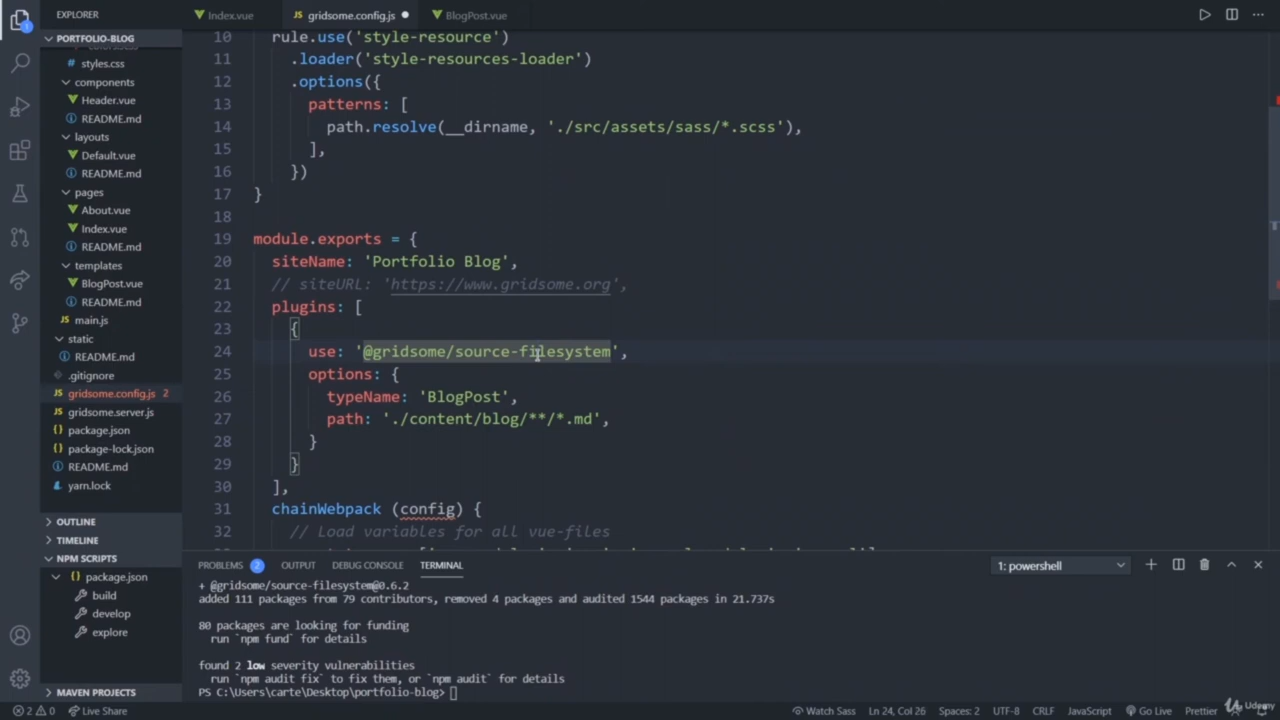 EXPLORER
Index.vue
gridsome.config.js
BlogPost.vue
PORTFOLIO-BLOG
styles.css
components
Header.vue
README.md
layouts
Default.vue
README.md
pages
About.vue
Index.vue
README.md
templates
BlogPost.vue
README.md
main.js
static
README.md
.gitignore
gridsome.config.js 2
gridsome.server.js
package.json
package-lock.json
README.md
yarn.lock
OUTLINE
TIMELINE
NPM SCRIPTS
package.json
build
develop
explore
MAVEN PROJECTS
1
10 rule.use('style-resource')
11 .loader('style-resources-loader')
12 .options({
13 patterns: [
14 path.resolve(__dirname, './src/assets/sass/*.scss'),
15 ],
16 })
17 }
18
19 module.exports = {
20 siteName: 'Portfolio Blog',
21 // siteURL: 'https://www.gridsome.org',
22 plugins: [
23 {
24 use: '@gridsome/source-filesystem',
25 options: {
26 typeName: 'BlogPost',
27 path: './content/blog/**/*.md',
28 }
29 }
30 ],
31 chainWebpack (config) {
32 // Load variables for all vue-files
PROBLEMS 2 OUTPUT DEBUG CONSOLE TERMINAL 1: powershell
+ @gridsome/source-filesystem@0.6.2
added 111 packages from 79 contributors, removed 4 packages and audited 1544 packages in 21.737s
80 packages are looking for funding
run `npm fund` for details
found 2 low severity vulnerabilities
run `npm audit fix` to fix them, or `npm audit` for details
PS C:\Users\carte\Desktop\portfolio-blog>
2 0 Live Share Watch Sass Ln 24, Col 26 Spaces: 2 UTF-8 CRLF JavaScript Go Live Prettier
Udemy